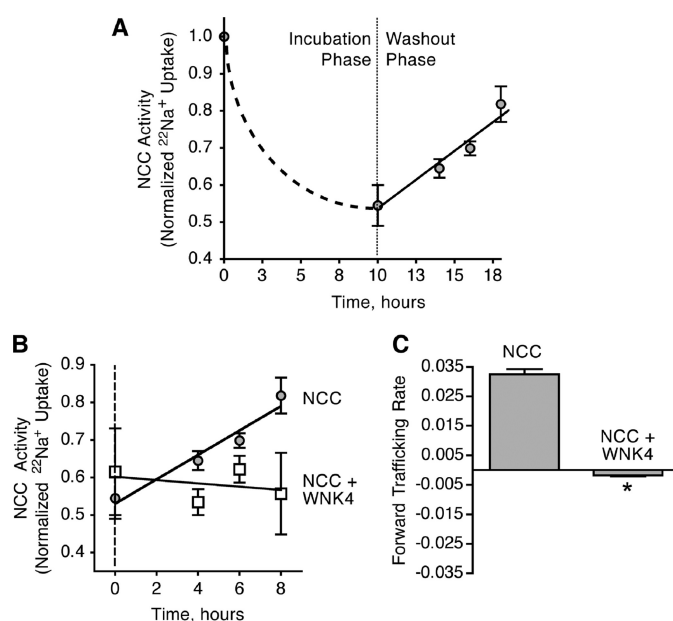 A
Incubation Phase
Washout Phase
NCC Activity
(Normalized ²²Na⁺ Uptake)
1.0
0.9
0.8
0.7
0.6
0.5
0.4
0 3 5 8 10 13 15 18
Time, hours
B
NCC Activity
(Normalized ²²Na⁺ Uptake)
0.9
0.8
0.7
0.6
0.5
0.4
NCC
NCC +
WNK4
0 2 4 6 8
Time, hours
C
Forward Trafficking Rate
0.035
0.025
0.015
0.005
-0.005
-0.015
-0.025
-0.035
NCC
NCC +
WNK4
*